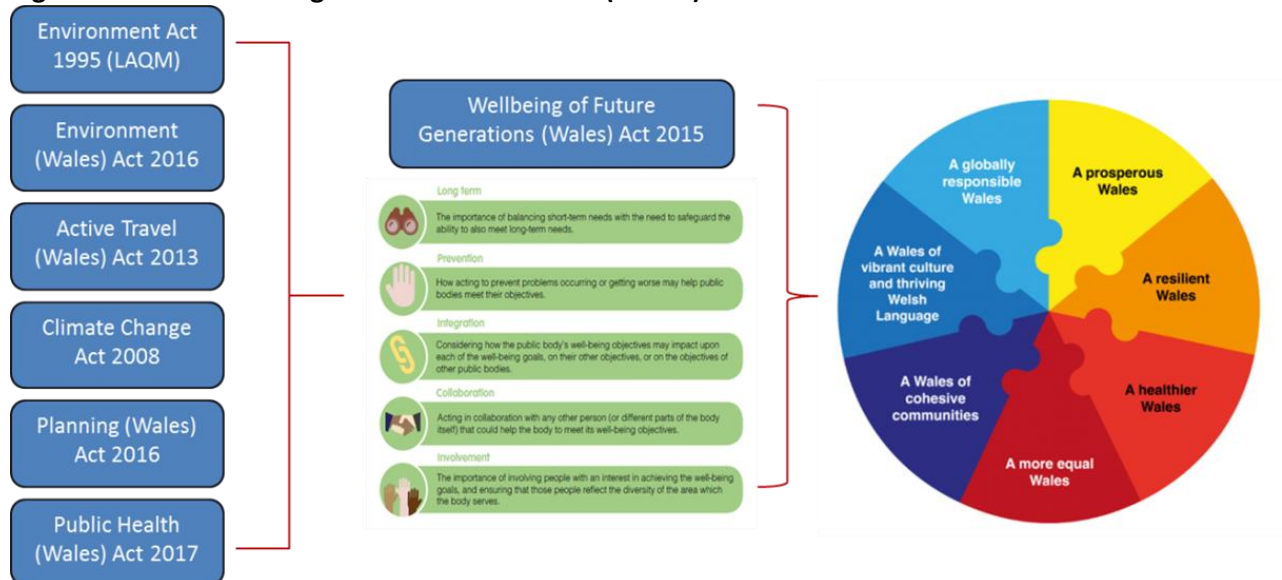 Environment Act
1995 (LAQM)
Environment
(Wales) Act 2016
Active Travel
(Wales) Act 2013
Climate Change
Act 2008
Planning (Wales)
Act 2016
Public Health
(Wales) Act 2017
Wellbeing of Future
Generations (Wales) Act 2015
Long term
The importance of balancing short-term needs with the need to safeguard the
ability to also meet long-term needs.
Prevention
How acting to prevent problems occurring or getting worse may help public
bodies meet their objectives.
Integration
Considering how the public body's well-being objectives may impact upon
each of the well-being goals, on their other objectives, or on the objectives of
other public bodies.
Collaboration
Acting in collaboration with any other person (or different parts of the body
itself) that could help the body to meet its well-being objectives.
Involvement
The importance of involving people with an interest in achieving the well-being
goals, and ensuring that those people reflect the diversity of the area which
the body serves.
A globally
responsible
Wales
A prosperous
Wales
A resilient
Wales
A healthier
Wales
A more equal
Wales
A Wales of
cohesive
communities
A Wales of
vibrant culture
and thriving
Welsh
Language